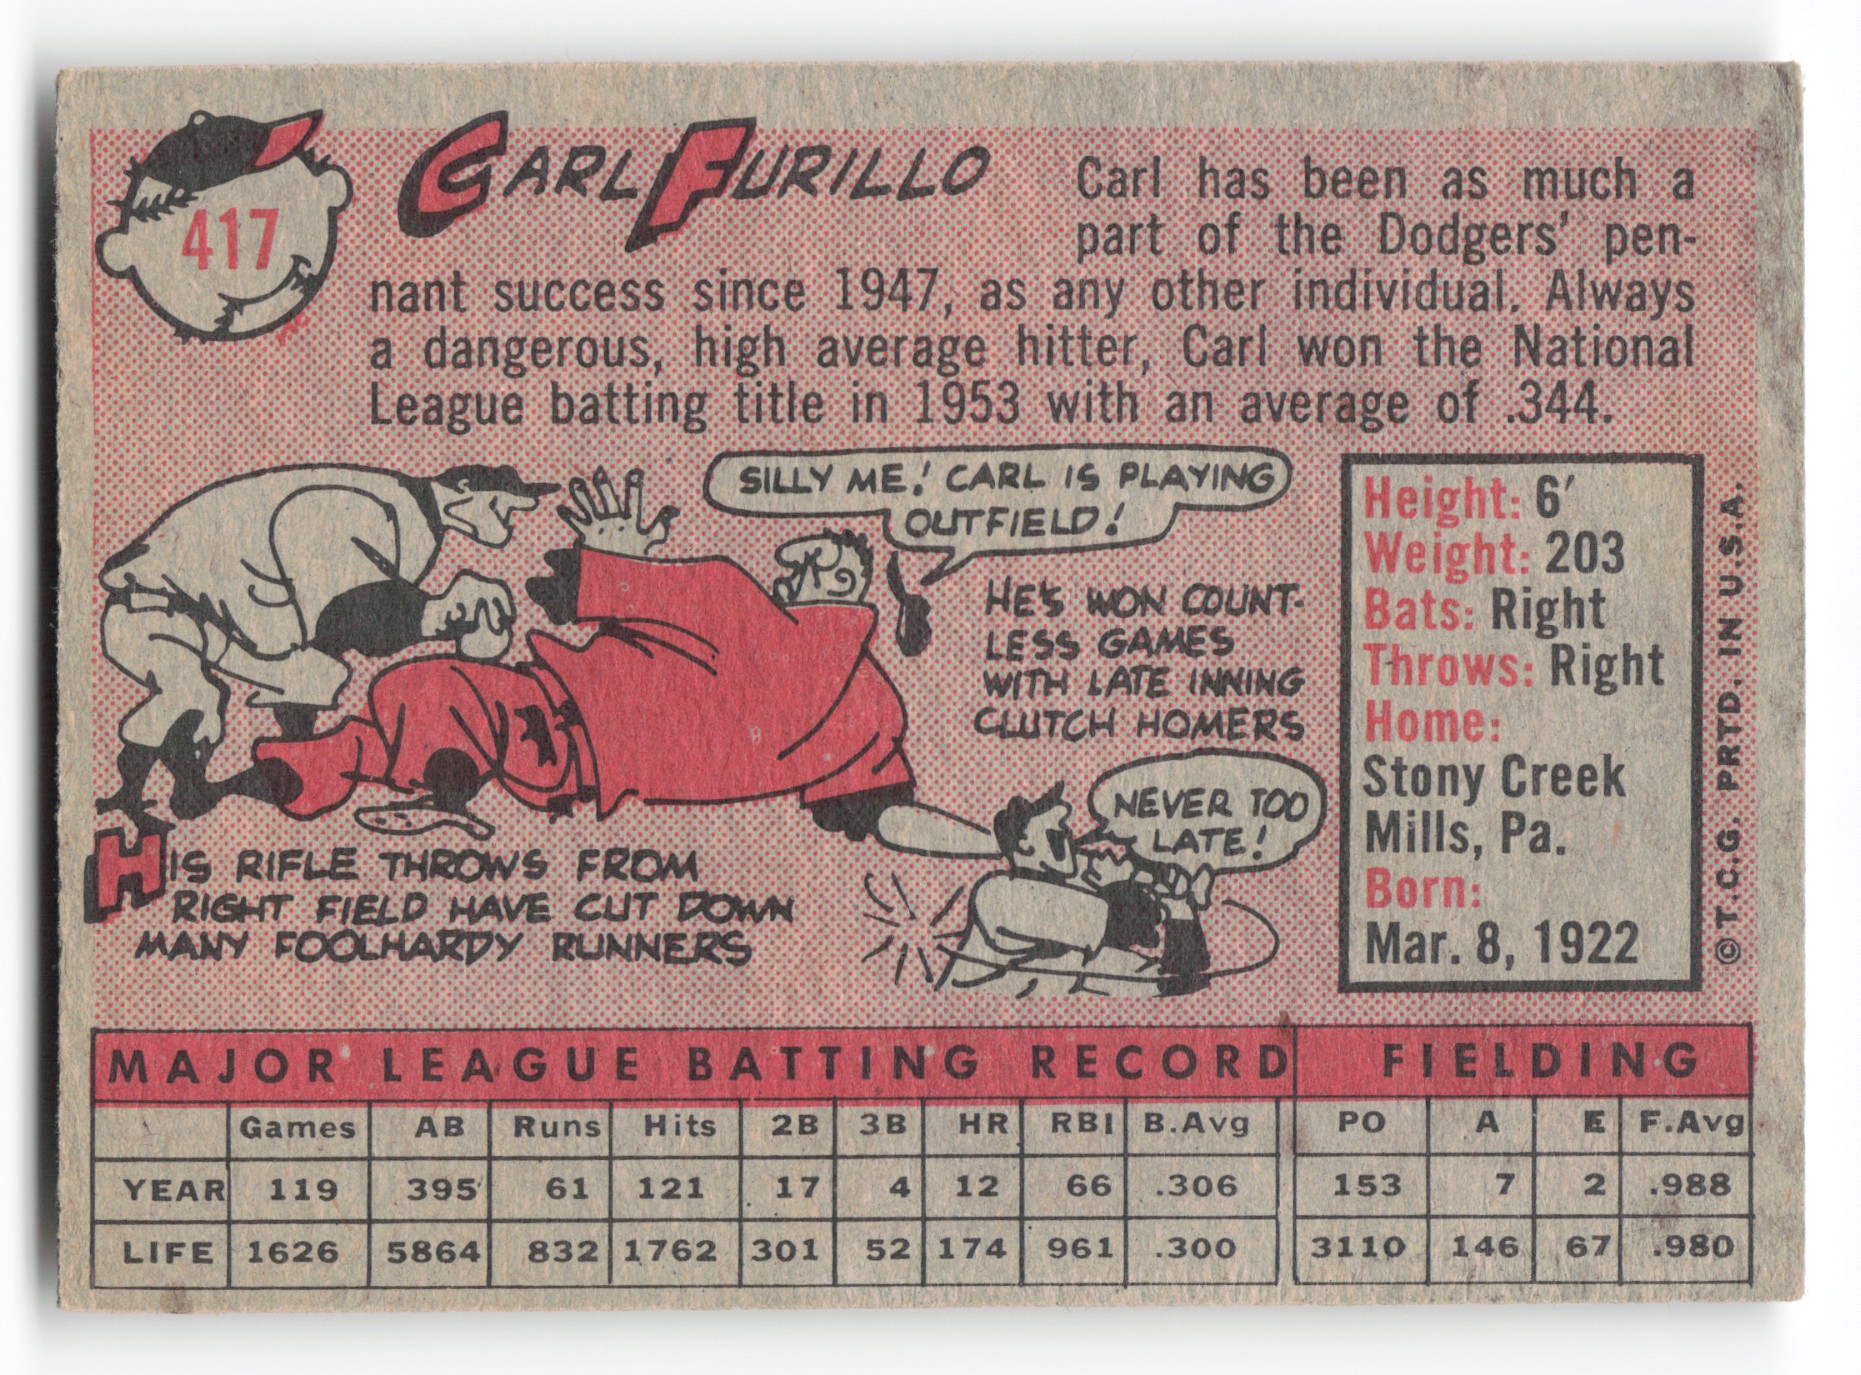 417
CARL FURILLO
Carl has been as much a
part of the Dodgers' pen-
nant success since 1947, as any other individual. Always
a dangerous, high average hitter, Carl won the National
League batting title in 1953 with an average of .344.
SILLY ME! CARL IS PLAYING
OUTFIELD!
HE'S WON COUNT-
LESS GAMES
WITH LATE INNING
CLUTCH HOMERS
NEVER TOO
LATE!
HIS RIFLE THROWS FROM
RIGHT FIELD HAVE CUT DOWN
MANY FOOLHARDY RUNNERS
Height: 6'
Weight: 203
Bats: Right
Throws: Right
Home:
Stony Creek
Mills, Pa.
Born:
Mar. 8, 1922
©T.C.G. PRTD. IN U.S.A.
MAJOR LEAGUE BATTING RECORD FIELDING
Games AB Runs Hits 2B 3B HR RBI B.Avg PO A E F.Avg
YEAR 119 395 61 121 17 4 12 66 .306 153 7 2 .988
LIFE 1626 5864 832 1762 301 52 174 961 .300 3110 146 67 .980